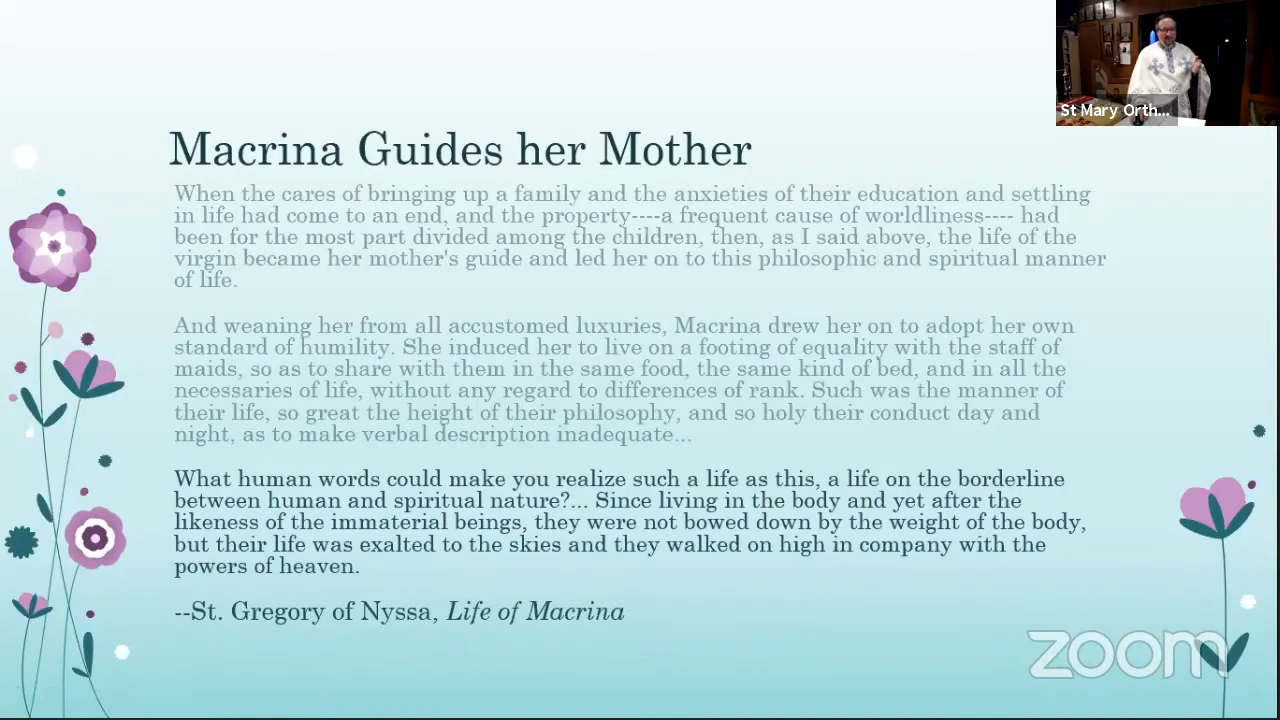 St Mary Orth...
Macrina Guides her Mother
When the cares of bringing up a family and the anxieties of their education and settling
in life had come to an end, and the property----a frequent cause of worldliness---- had
been for the most part divided among the children, then, as I said above, the life of the
virgin became her mother's guide and led her on to this philosophic and spiritual manner
of life.
And weaning her from all accustomed luxuries, Macrina drew her on to adopt her own
standard of humility. She induced her to live on a footing of equality with the staff of
maids, so as to share with them in the same food, the same kind of bed, and in all the
necessaries of life, without any regard to differences of rank. Such was the manner of
their life, so great the height of their philosophy, and so holy their conduct day and
night, as to make verbal description inadequate...
What human words could make you realize such a life as this, a life on the borderline
between human and spiritual nature?... Since living in the body and yet after the
likeness of the immaterial beings, they were not bowed down by the weight of the body,
but their life was exalted to the skies and they walked on high in company with the
powers of heaven.
--St. Gregory of Nyssa, Life of Macrina
zoom